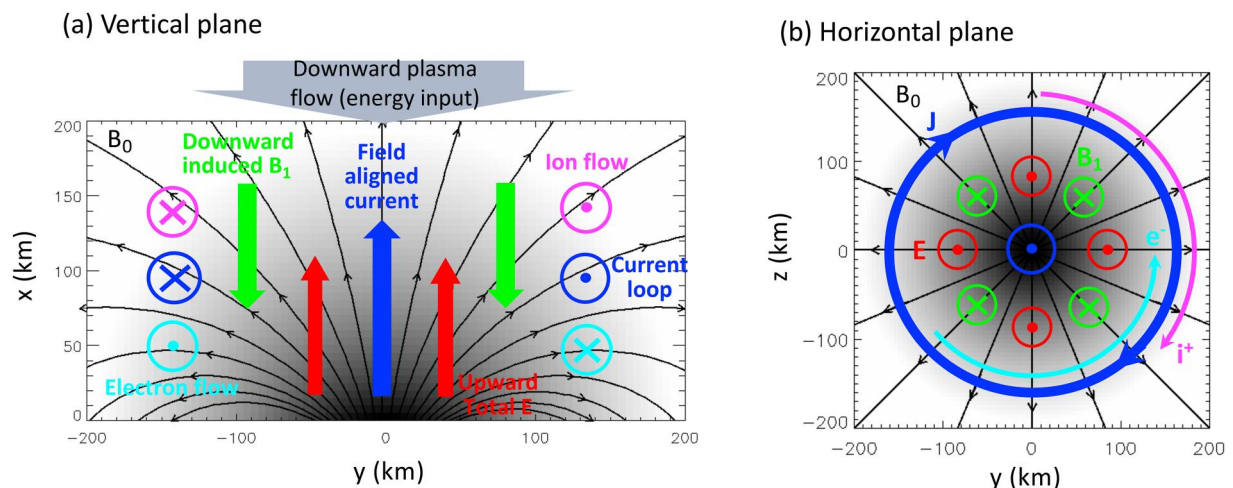 (a) Vertical plane
Downward plasma
flow (energy input)
B₀
Downward
induced B₁
Field
aligned
current
Ion flow
Current
loop
Electron flow
Upward
Total E
x (km)
200
150
100
50
0
−200
−100
0
100
200
y (km)
(b) Horizontal plane
B₀
J
B₁
E
e⁻
i⁺
z (km)
200
100
0
−100
−200
−200
−100
0
100
200
y (km)